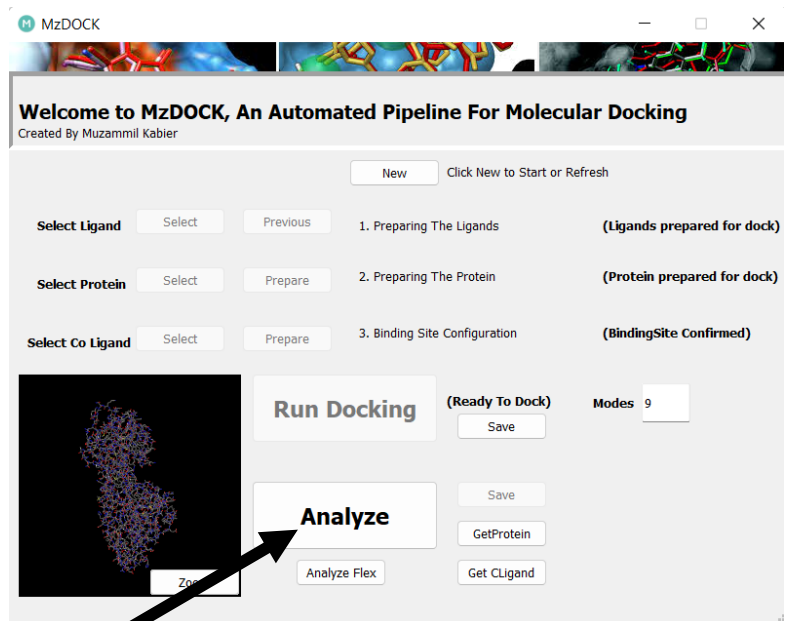 MzDOCK
Welcome to MzDOCK, An Automated Pipeline For Molecular Docking
Created By Muzammil Kabier
New Click New to Start or Refresh
Select Ligand Select Previous 1. Preparing The Ligands (Ligands prepared for dock)
Select Protein Select Prepare 2. Preparing The Protein (Protein prepared for dock)
Select Co Ligand Select Prepare 3. Binding Site Configuration (BindingSite Confirmed)
Run Docking (Ready To Dock) Modes 9
Save
Analyze Save
GetProtein
Analyze Flex Get CLigand